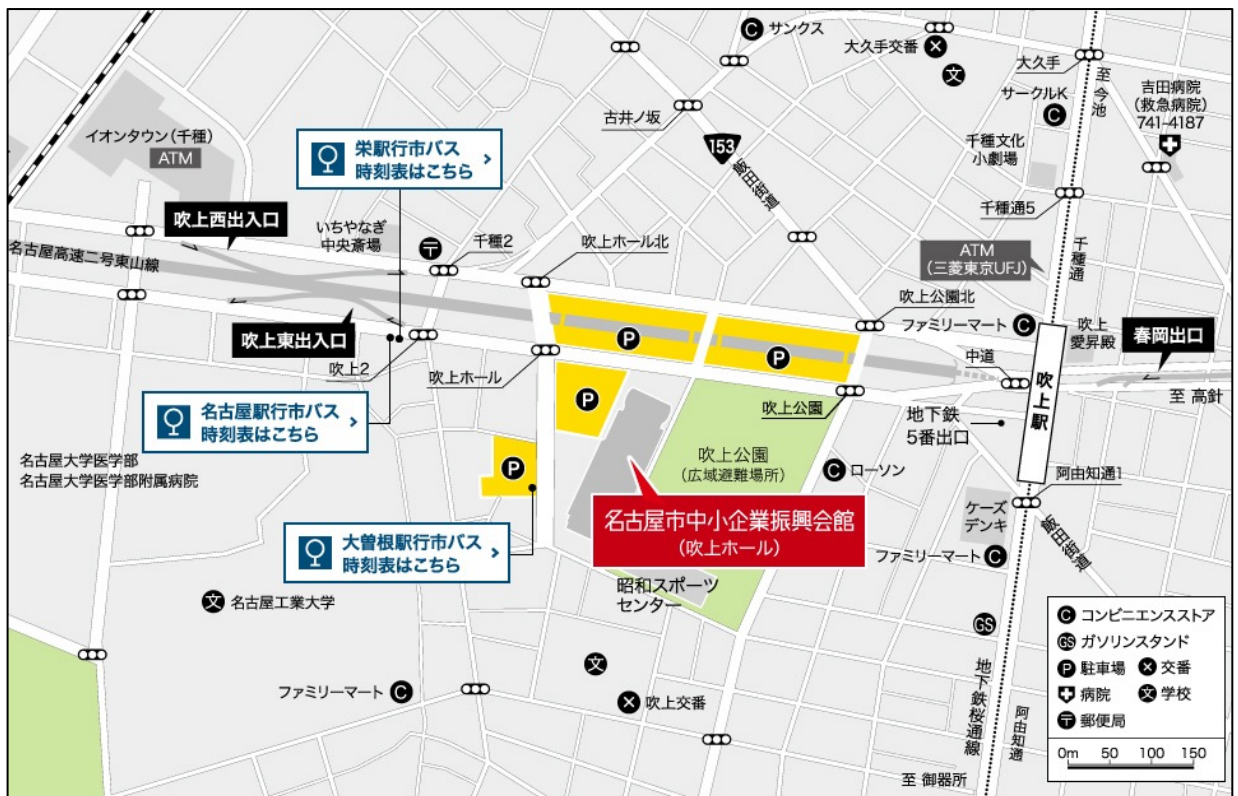 サンクス
大久手交番
大久手
至 今池
サークルK
吉田病院
(救急病院)
741-4187
古井ノ坂
153
飯田街道
千種文化
小劇場
イオンタウン(千種)
ATM
栄駅行市バス
時刻表はこちら
千種通5
吹上西出入口
いちやなぎ
中央斎場
千種2
吹上ホール北
ATM
(三菱東京UFJ)
千種通
名古屋高速二号東山線
吹上公園北
ファミリーマート
吹上
愛昇殿
春岡出口
吹上東出入口
吹上2
吹上ホール
中道
吹上駅
至 高針
吹上公園
地下鉄
5番出口
名古屋駅行市バス
時刻表はこちら
吹上公園
(広域避難場所)
ローソン
名古屋大学医学部
名古屋大学医学部附属病院
阿由知通1
ケーズ
デンキ
名古屋市中小企業振興会館
(吹上ホール)
大曽根駅行市バス
時刻表はこちら
ファミリーマート
飯田街道
昭和スポーツ
センター
名古屋工業大学
ファミリーマート
吹上交番
地下鉄桜通線
阿由知通
至 御器所
コンビニエンスストア
ガソリンスタンド
駐車場
交番
病院
学校
郵便局
0m 50 100 150